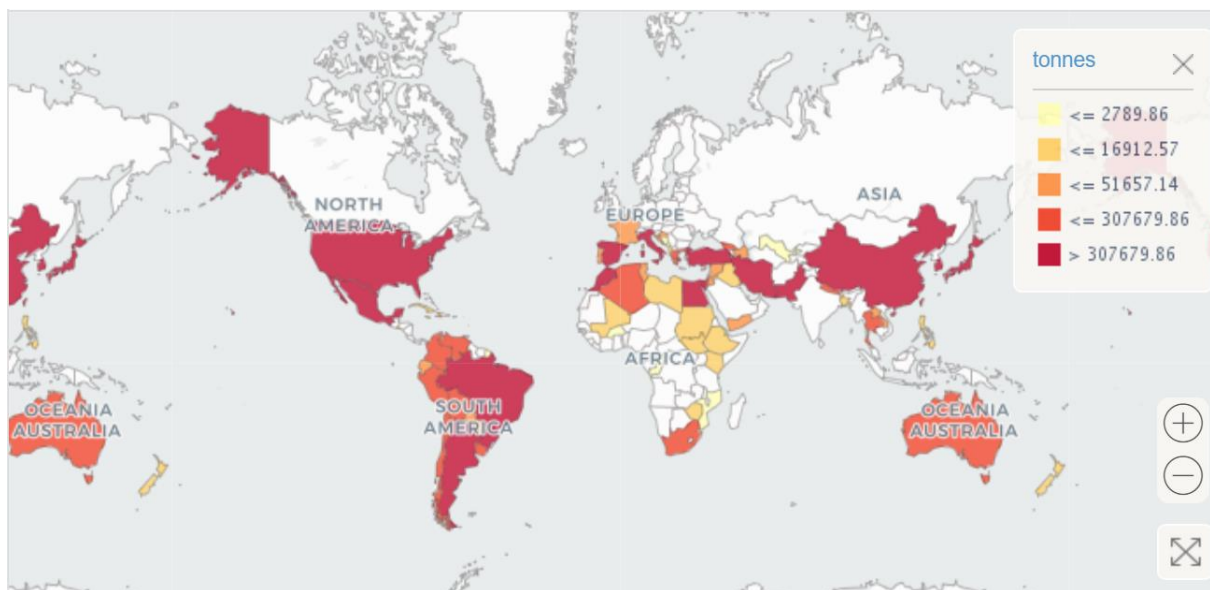 tonnes
<= 2789.86
<= 16912.57
<= 51657.14
<= 307679.86
> 307679.86
NORTH
AMERICA
EUROPE
ASIA
AFRICA
SOUTH
AMERICA
OCEANIA
AUSTRALIA
OCEANIA
AUSTRALIA